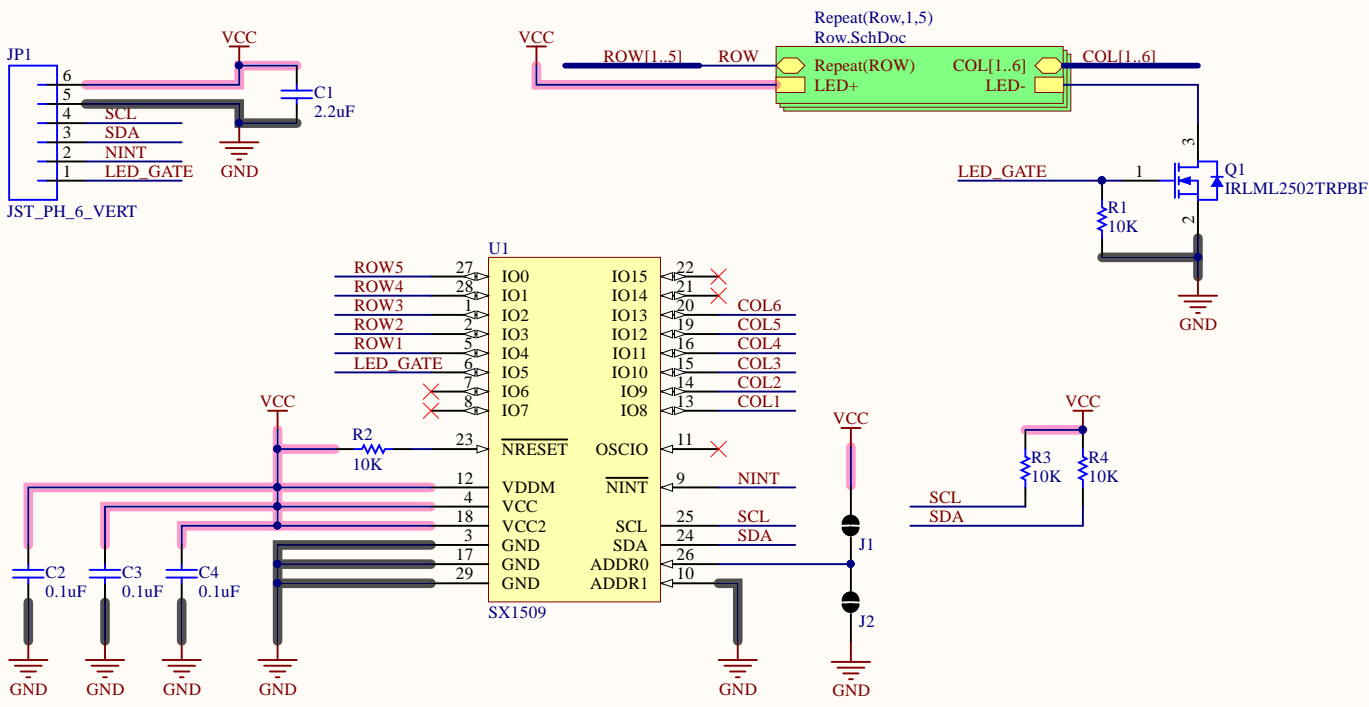 JP1
VCC
6
5
4 SCL
3 SDA
2 NINT
1 LED_GATE
JST_PH_6_VERT
C1
2.2uF
GND
VCC
Repeat(Row,1,5)
Row.SchDoc
ROW[1..5] ROW
Repeat(ROW) COL[1..6]
LED+ LED-
COL[1..6]
3
LED_GATE 1
Q1
IRLML2502TRPBF
R1
10K
2
GND
U1
ROW5 27 IO0 IO15 22
ROW4 28 IO1 IO14 21
ROW3 1 IO2 IO13 20 COL6
ROW2 2 IO3 IO12 19 COL5
ROW1 5 IO4 IO11 16 COL4
LED_GATE 6 IO5 IO10 15 COL3
7 IO6 IO9 14 COL2
8 IO7 IO8 13 COL1
VCC
R2
10K
23 NRESET OSCIO 11
12 VDDM NINT 9 NINT
4 VCC
18 VCC2 SCL 25 SCL
3 GND SDA 24 SDA
17 GND ADDR0 26
29 GND ADDR1 10
SX1509
C2
0.1uF
C3
0.1uF
C4
0.1uF
GND
GND
GND
GND
GND
VCC
J1
J2
GND
VCC
R3
10K
R4
10K
SCL
SDA